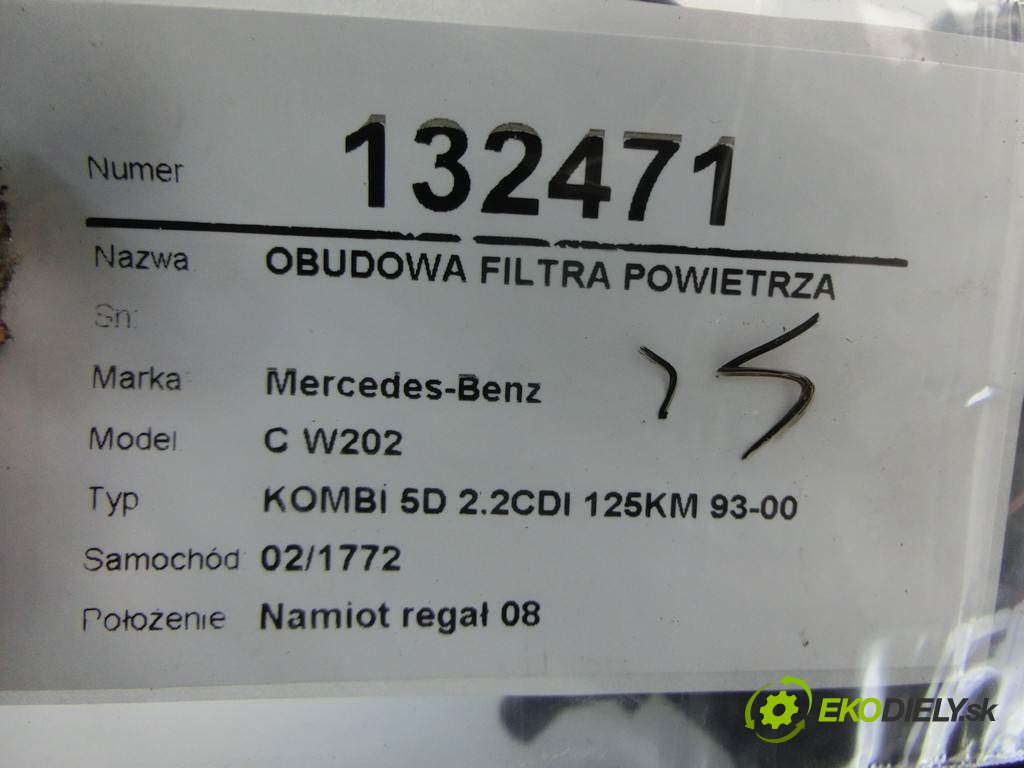 Numer 132471
Nazwa OBUDOWA FILTRA POWIETRZA
Sn:
Marka Mercedes-Benz
Model C W202
Typ KOMBI 5D 2.2CDI 125KM 93-00
Samochód 02/1772
Położenie Namiot regał 08
EKODIELY.sk